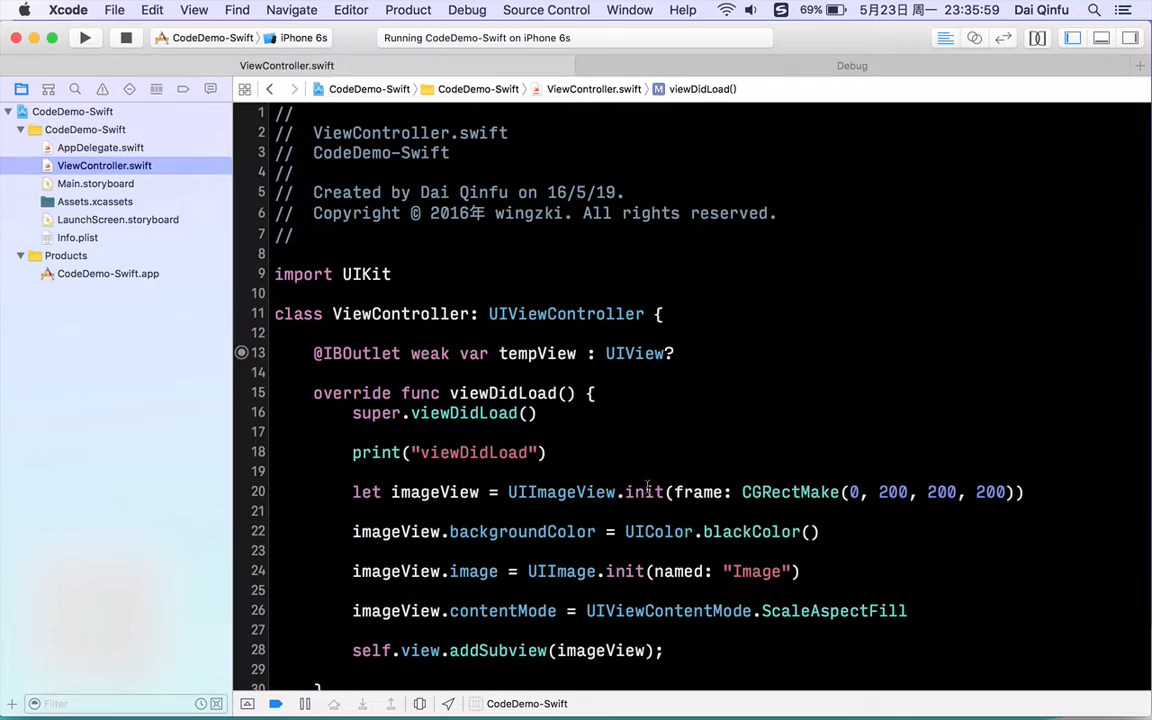 Xcode File Edit View Find Navigate Editor Product Debug Source Control Window Help 69% 5月23日 周一 23:35:59 Dai Qinfu
CodeDemo-Swift iPhone 6s Running CodeDemo-Swift on iPhone 6s
ViewController.swift Debug
CodeDemo-Swift CodeDemo-Swift ViewController.swift M viewDidLoad()
CodeDemo-Swift
CodeDemo-Swift
AppDelegate.swift
ViewController.swift
Main.storyboard
Assets.xcassets
LaunchScreen.storyboard
Info.plist
Products
CodeDemo-Swift.app
1 //
2 // ViewController.swift
3 // CodeDemo-Swift
4 //
5 // Created by Dai Qinfu on 16/5/19.
6 // Copyright © 2016年 wingzki. All rights reserved.
7 //
8
9 import UIKit
10
11 class ViewController: UIViewController {
12
13 @IBOutlet weak var tempView : UIView?
14
15 override func viewDidLoad() {
16 super.viewDidLoad()
17
18 print("viewDidLoad")
19
20 let imageView = UIImageView.init(frame: CGRectMake(0, 200, 200, 200))
21
22 imageView.backgroundColor = UIColor.blackColor()
23
24 imageView.image = UIImage.init(named: "Image")
25
26 imageView.contentMode = UIViewContentMode.ScaleAspectFill
27
28 self.view.addSubview(imageView);
29
30 }
Filter CodeDemo-Swift